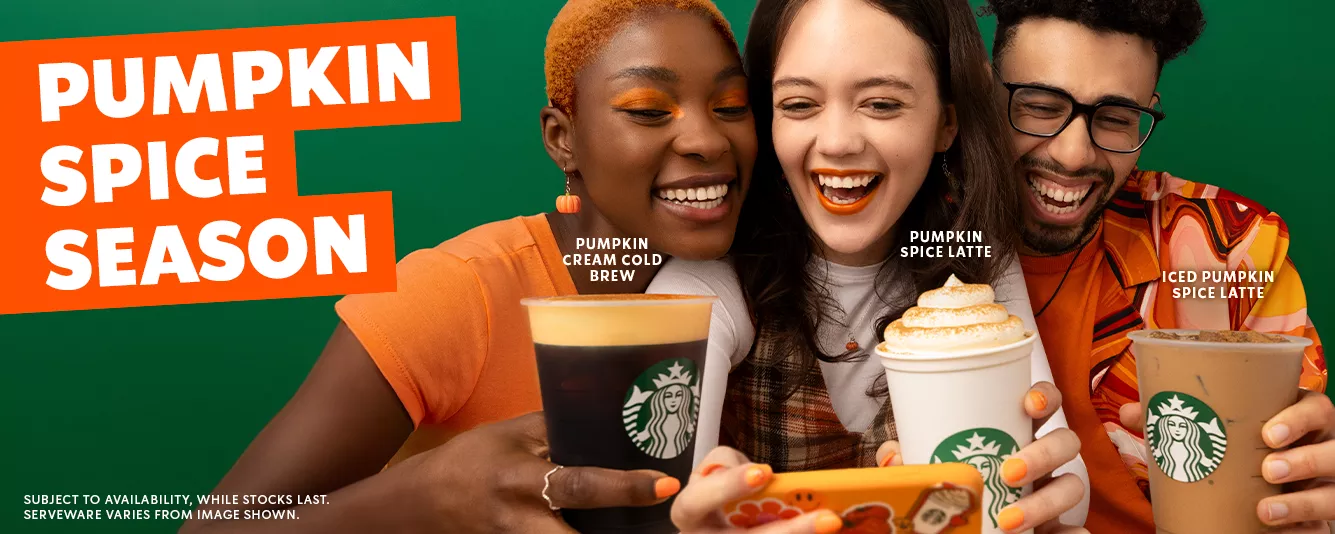 PUMPKIN
SPICE
SEASON
PUMPKIN
CREAM COLD
BREW
PUMPKIN
SPICE LATTE
ICED PUMPKIN
SPICE LATTE
SUBJECT TO AVAILABILITY, WHILE STOCKS LAST.
SERVEWARE VARIES FROM IMAGE SHOWN.